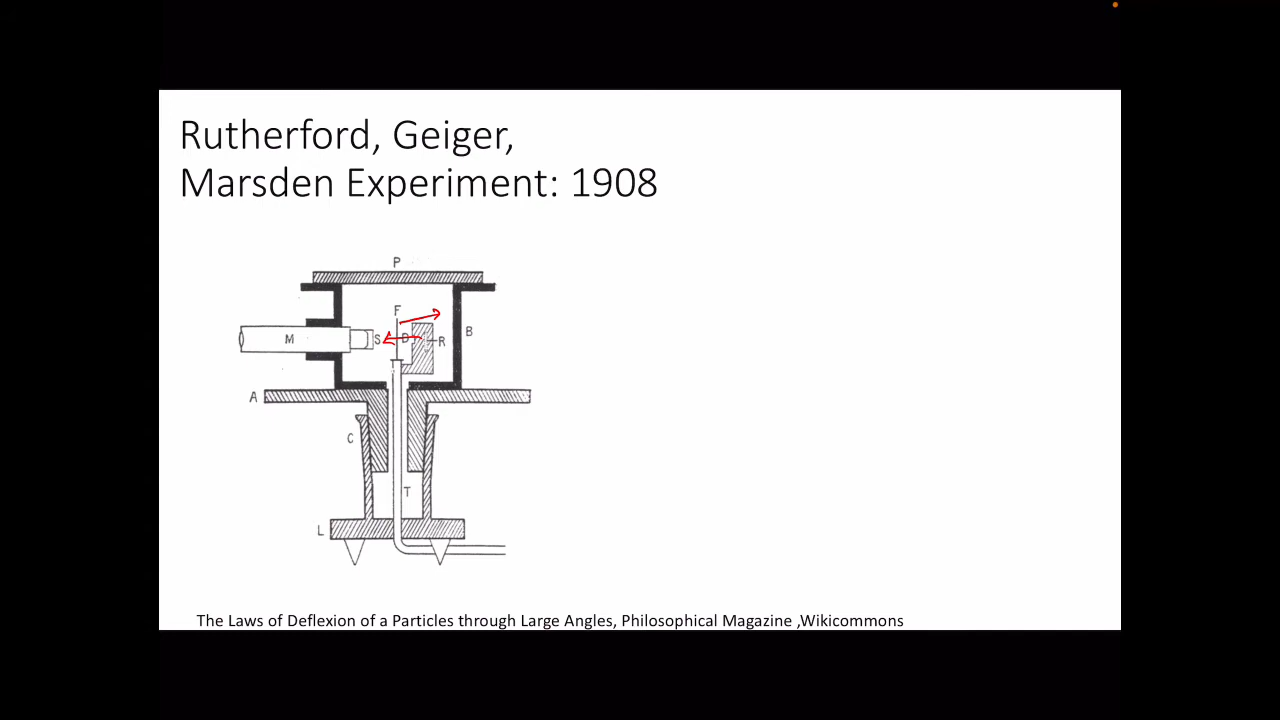 Rutherford, Geiger,
Marsden Experiment: 1908
P
F
M
S
D
R
B
A
C
T
L
The Laws of Deflexion of a Particles through Large Angles, Philosophical Magazine ,Wikicommons